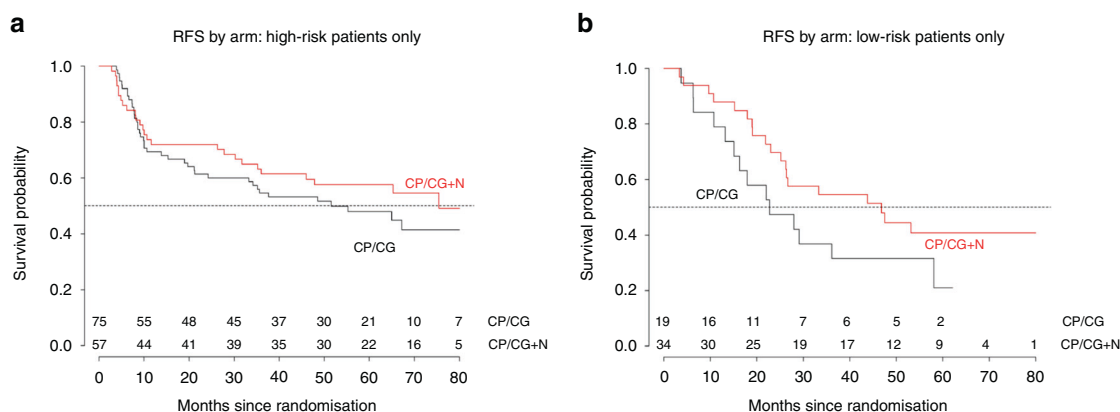 a
RFS by arm: high-risk patients only
Survival probability
1.0
0.8
0.6
0.4
0.2
0.0
CP/CG+N
CP/CG
75 55 48 45 37 30 21 10 7 CP/CG
57 44 41 39 35 30 22 16 5 CP/CG+N
0 10 20 30 40 50 60 70 80
Months since randomisation
b
RFS by arm: low-risk patients only
Survival probability
1.0
0.8
0.6
0.4
0.2
0.0
CP/CG
CP/CG+N
19 16 11 7 6 5 2 CP/CG
34 30 25 19 17 12 9 4 1 CP/CG+N
0 10 20 30 40 50 60 70 80
Months since randomisation